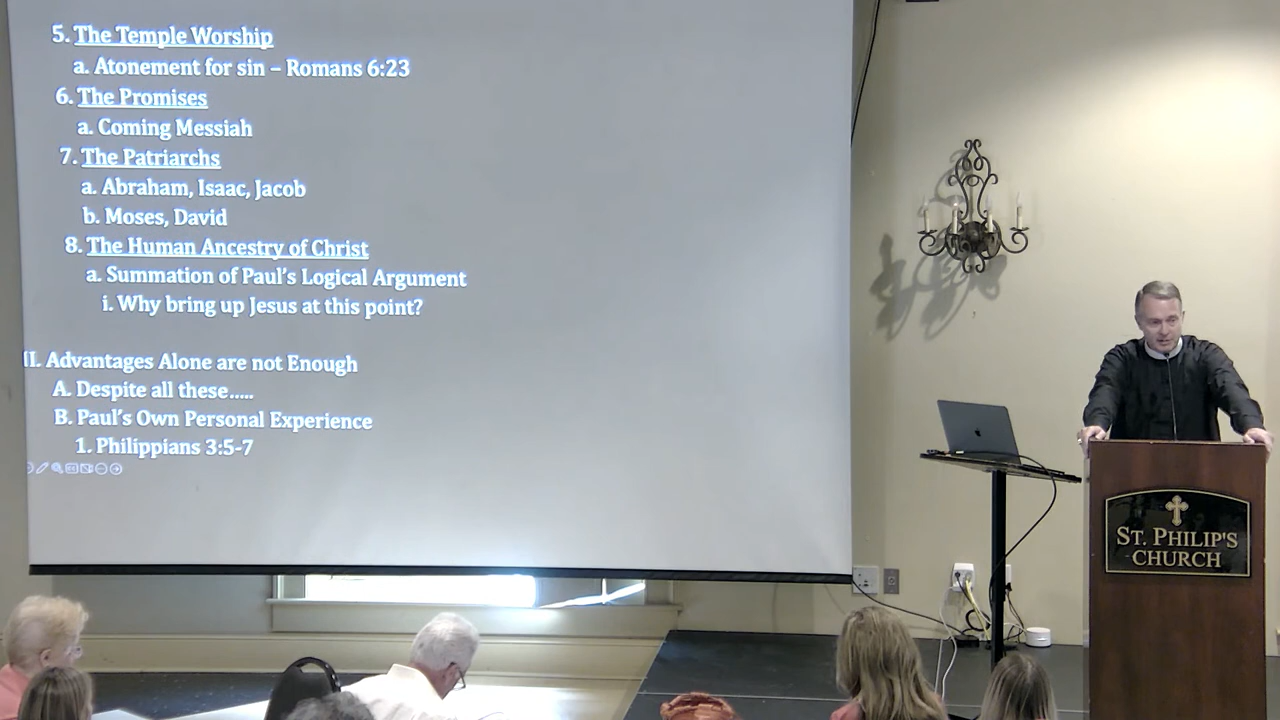 5. The Temple Worship
a. Atonement for sin – Romans 6:23
6. The Promises
a. Coming Messiah
7. The Patriarchs
a. Abraham, Isaac, Jacob
b. Moses, David
8. The Human Ancestry of Christ
a. Summation of Paul's Logical Argument
i. Why bring up Jesus at this point?
II. Advantages Alone are not Enough
A. Despite all these.....
B. Paul's Own Personal Experience
1. Philippians 3:5-7
ST. PHILIP'S
CHURCH